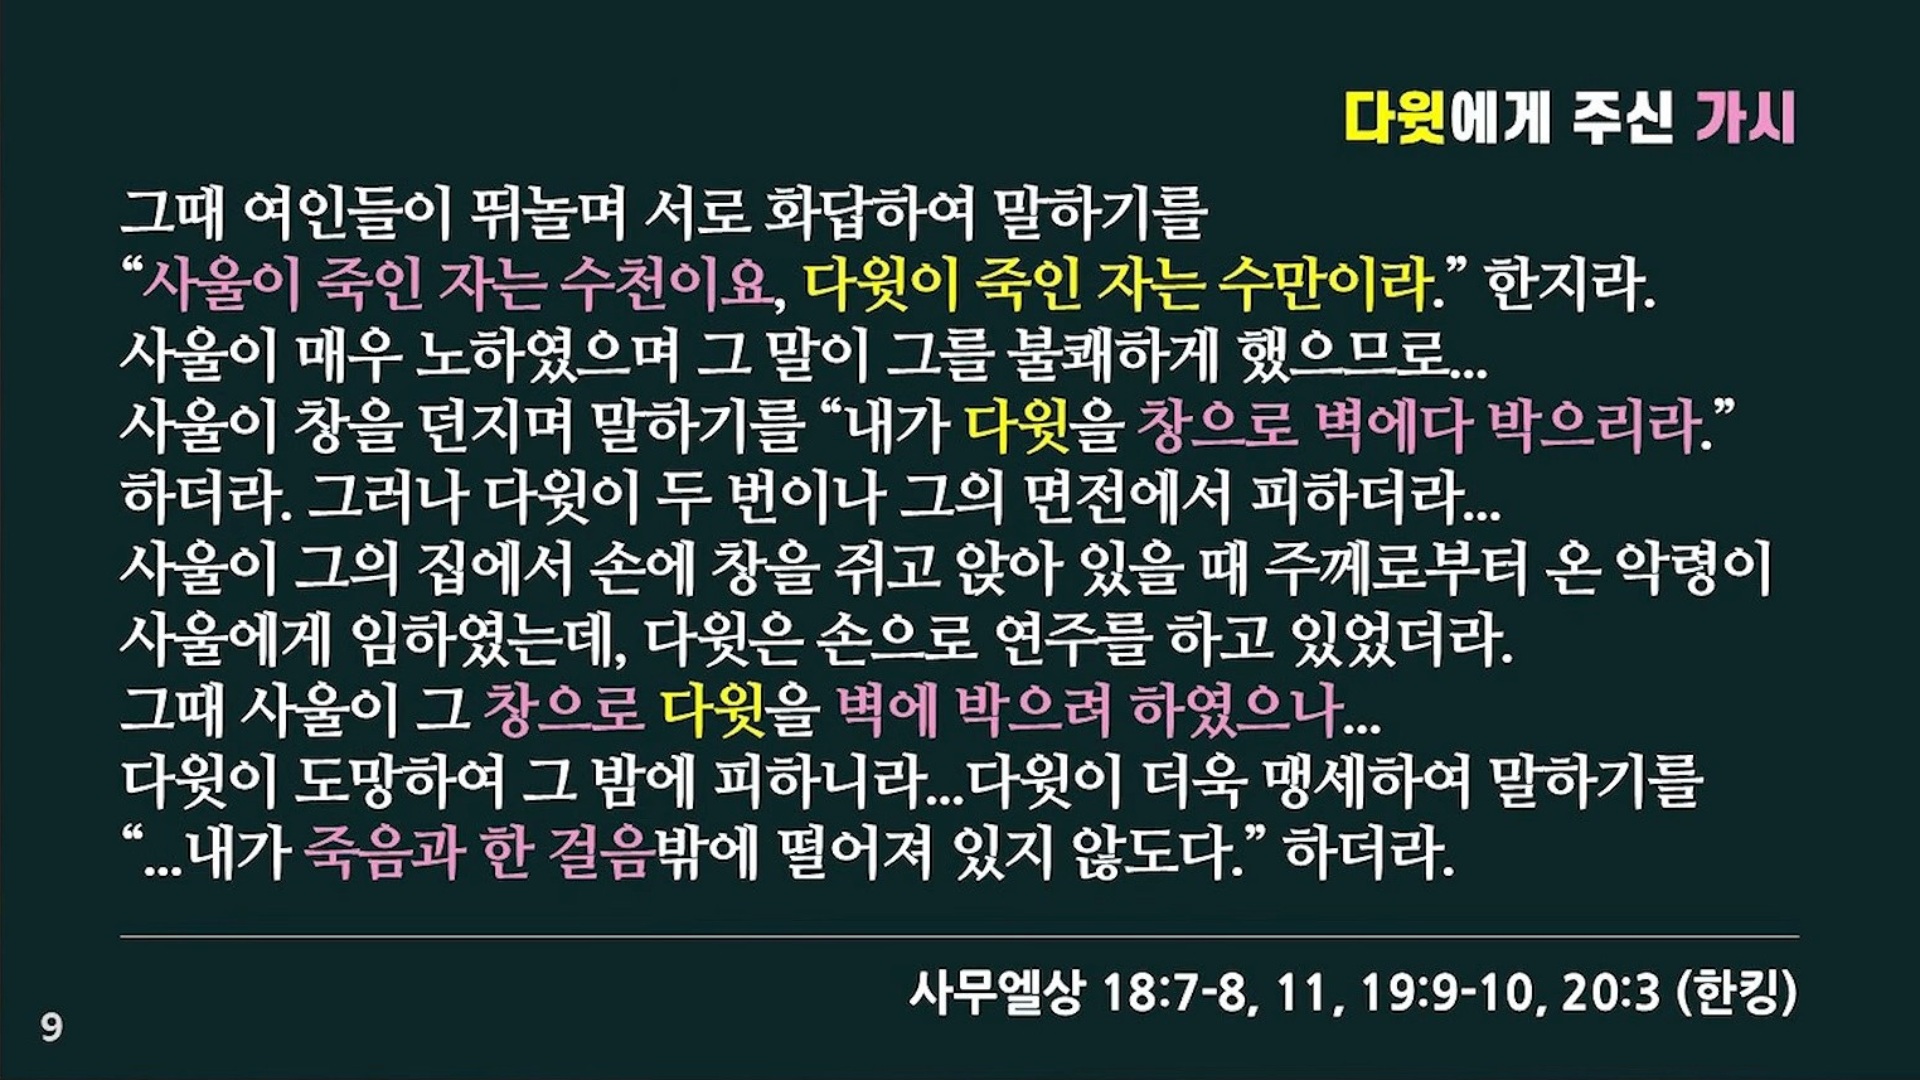 다윗에게 주신 가시
그때 여인들이 뛰놀며 서로 화답하여 말하기를
“사울이 죽인 자는 수천이요, 다윗이 죽인 자는 수만이라.” 한지라.
사울이 매우 노하였으며 그 말이 그를 불쾌하게 했으므로...
사울이 창을 던지며 말하기를 “내가 다윗을 창으로 벽에다 박으리라.”
하더라. 그러나 다윗이 두 번이나 그의 면전에서 피하더라...
사울이 그의 집에서 손에 창을 쥐고 앉아 있을 때 주께로부터 온 악령이
사울에게 임하였는데, 다윗은 손으로 연주를 하고 있었더라.
그때 사울이 그 창으로 다윗을 벽에 박으려 하였으나...
다윗이 도망하여 그 밤에 피하니라...다윗이 더욱 맹세하여 말하기를
“...내가 죽음과 한 걸음밖에 떨어져 있지 않도다.” 하더라.
사무엘상 18:7-8, 11, 19:9-10, 20:3 (한킹)
9